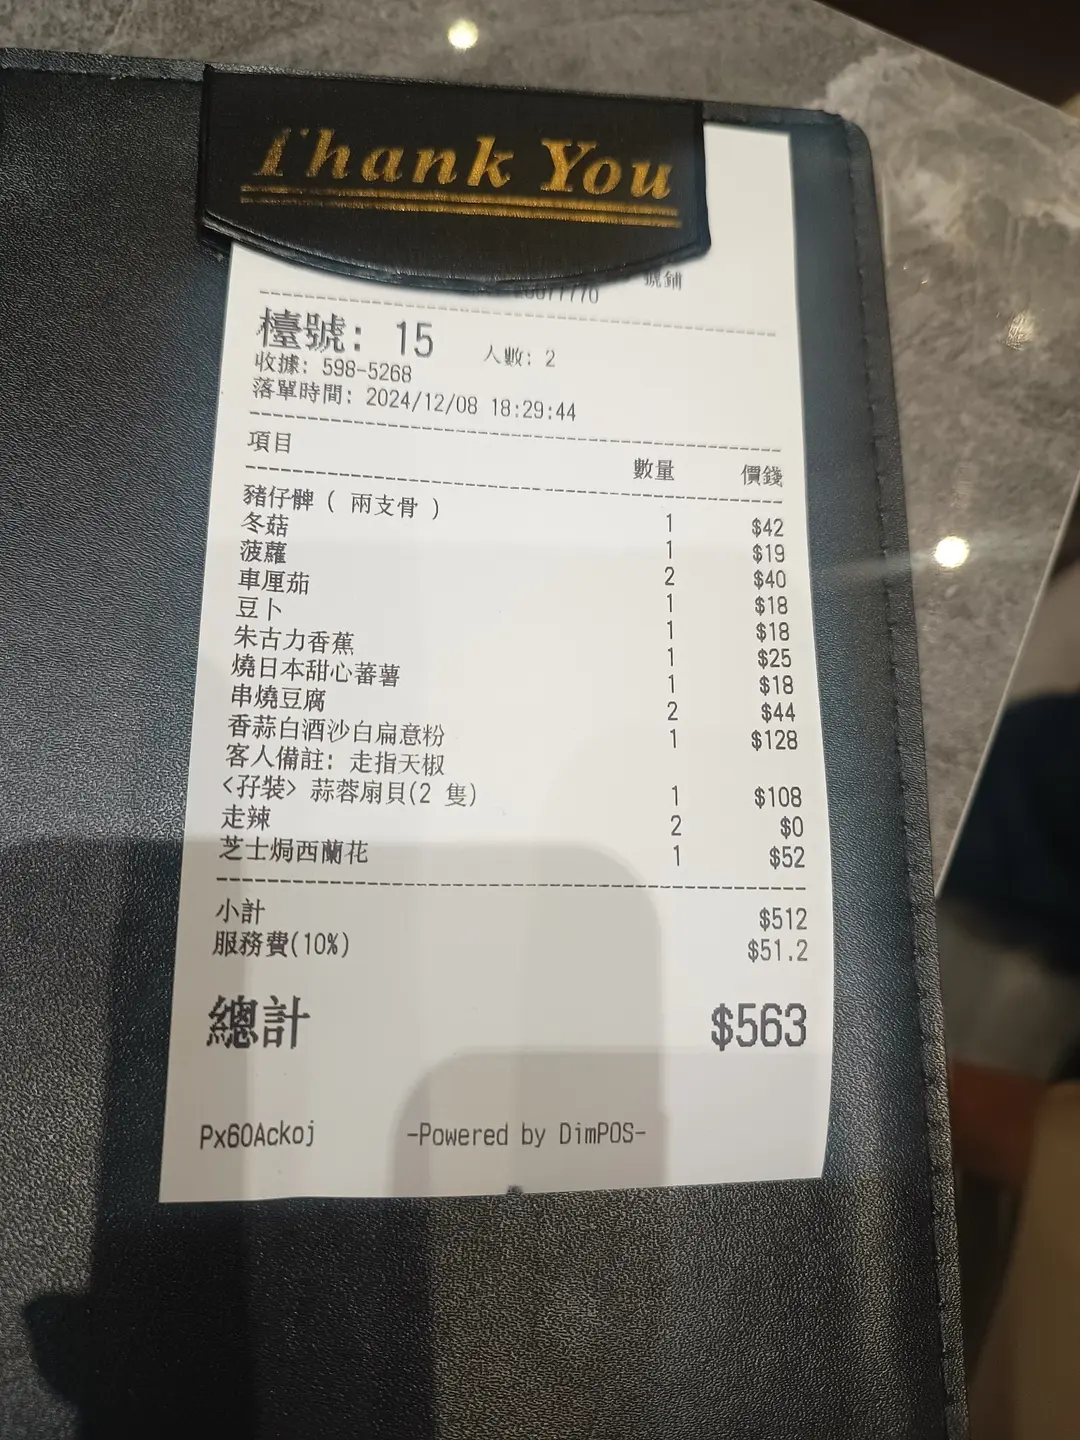 Thank You
號鋪
檯號: 15 人數: 2
收據: 598-5268
落單時間: 2024/12/08 18:29:44
項目 數量 價錢
豬仔髀 ( 兩支骨 ) 1 $42
冬菇 1 $19
菠蘿 2 $40
車厘茄 1 $18
豆卜 1 $18
朱古力香蕉 1 $25
燒日本甜心蕃薯 1 $18
串燒豆腐 2 $44
香蒜白酒沙白扁意粉 1 $128
客人備註: 走指天椒
<孖裝> 蒜蓉扇貝(2 隻) 1 $108
走辣 2 $0
芝士焗西蘭花 1 $52
小計 $512
服務費(10%) $51.2
總計 $563
Px60Ackoj -Powered by DimPOS-